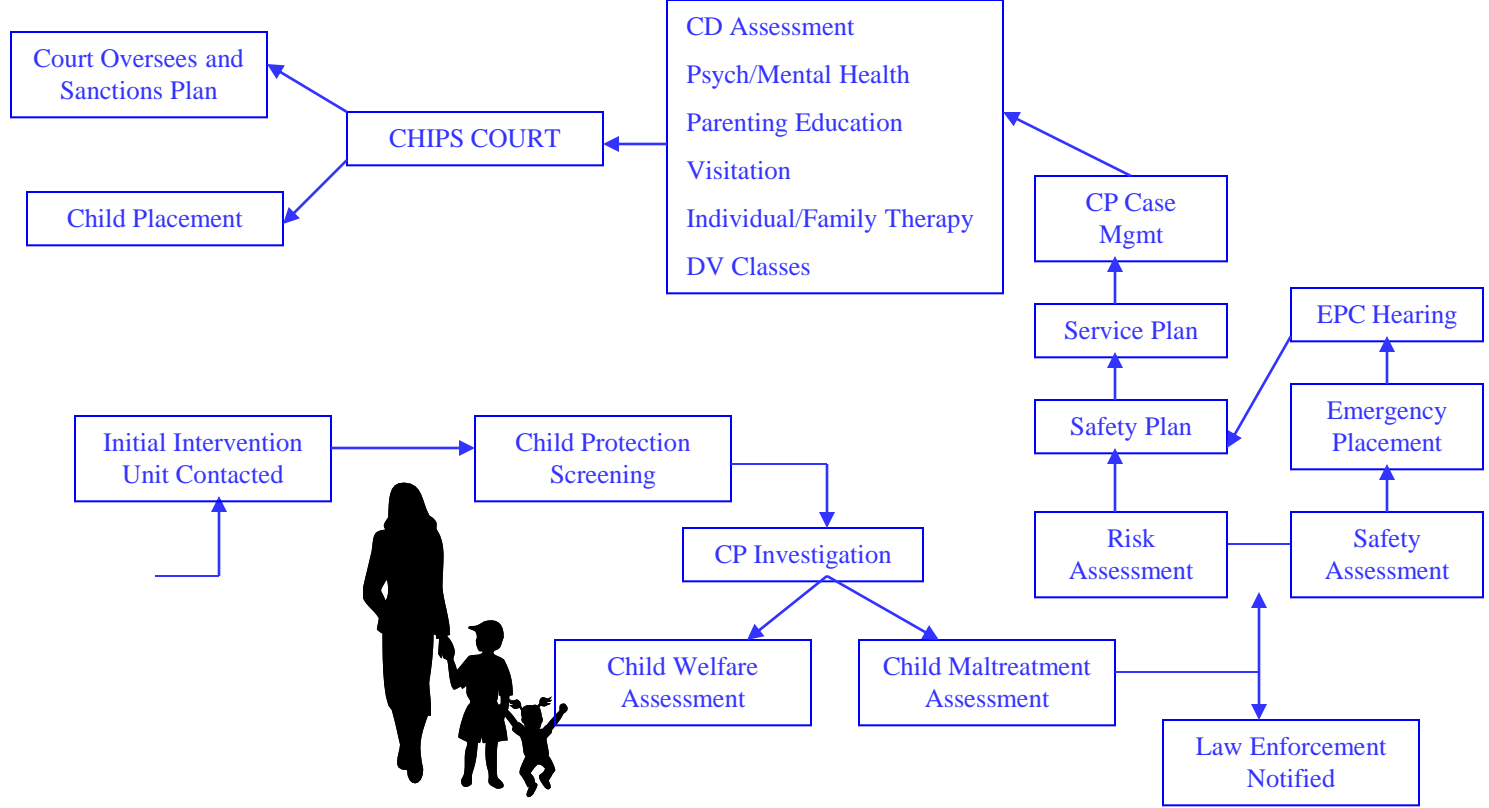 Court Oversees and
Sanctions Plan
CHIPS COURT
Child Placement
CD Assessment
Psych/Mental Health
Parenting Education
Visitation
Individual/Family Therapy
DV Classes
CP Case
Mgmt
Service Plan
EPC Hearing
Safety Plan
Emergency
Placement
Initial Intervention
Unit Contacted
Child Protection
Screening
CP Investigation
Risk
Assessment
Safety
Assessment
Child Welfare
Assessment
Child Maltreatment
Assessment
Law Enforcement
Notified